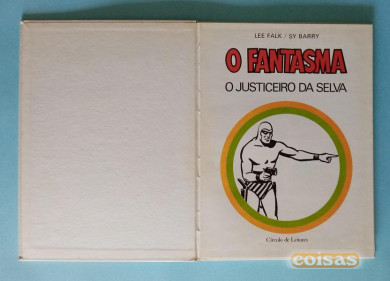 LEE FALK / SY BARRY
O FANTASMA
O JUSTICEIRO DA SELVA
Círculo de Leitores
coisas